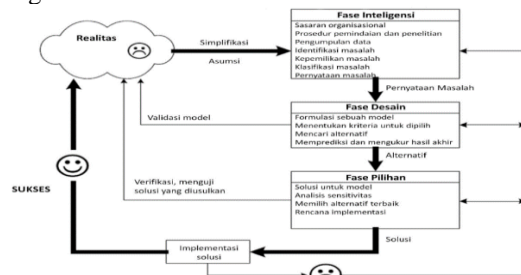 Fase Inteligensi
Sasaran organisasional
Prosedur pemindaian dan penelitian
Pengumpulan data
Identifikasi masalah
Kepemilikan masalah
Klasifikasi masalah
Pernyataan masalah
Realitas
Simplifikasi
Asumsi
Pernyataan Masalah
Fase Desain
Formulasi sebuah model
Menentukan kriteria untuk dipilih
Mencari alternatif
Memprediksi dan mengukur hasil akhir
Validasi model
Alternatif
Fase Pilihan
Solusi untuk model
Analisis sensitivitas
Memilih alternatif terbaik
Rencana Implementasi
Verifikasi, menguji
solusi yang diusulkan
SUKSES
Solusi
Implementasi
solusi